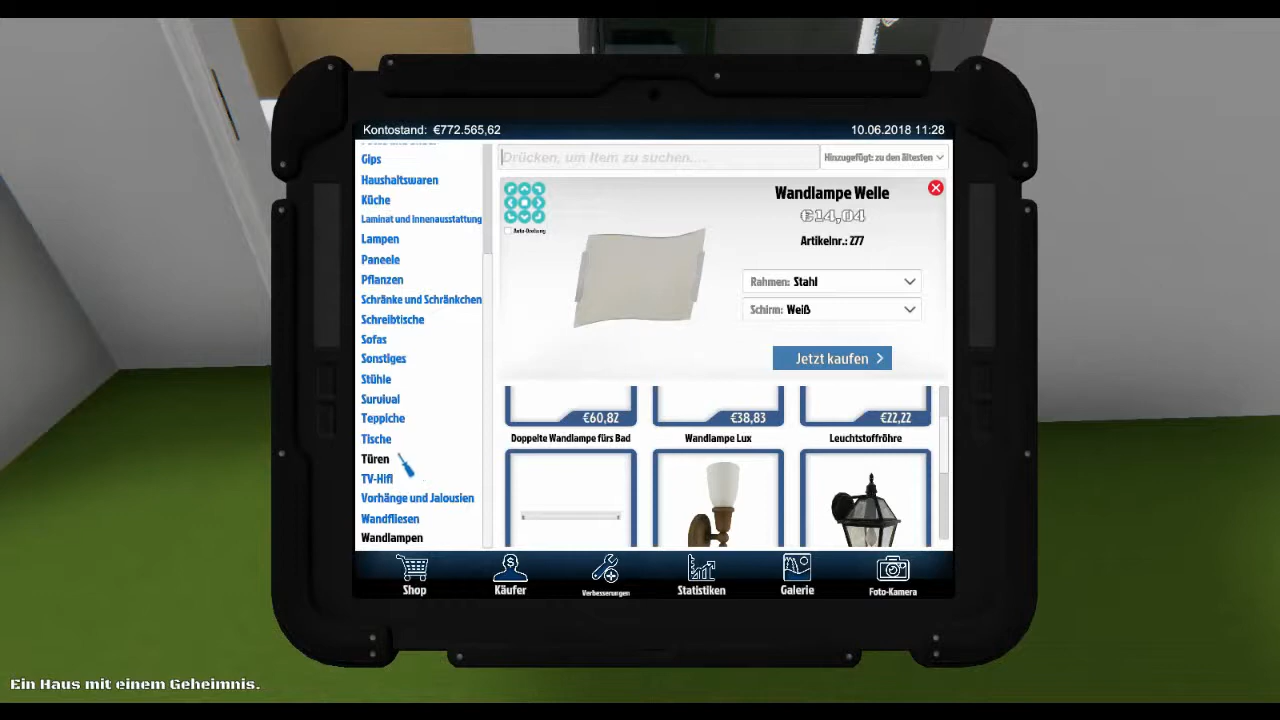 Kontostand: €772.565,62
10.06.2018 11:28
Gips
Haushaltswaren
Küche
Laminat und Innenausstattung
Lampen
Paneele
Pflanzen
Schränke und Schränkchen
Schreibtische
Sofas
Sonstiges
Stühle
Survival
Teppiche
Tische
Türen
TV-Hifi
Vorhänge und Jalousien
Wandfliesen
Wandlampen
Drücken, um Item zu suchen....
Hinzugefügt: zu den ältesten
Wandlampe Welle
€14,04
Artikelnr.: 277
Rahmen: Stahl
Schirm: Weiß
Jetzt kaufen
€60,82
€38,83
€22,22
Doppelte Wandlampe fürs Bad
Wandlampe Lux
Leuchtstoffröhre
Shop
Käufer
Verbesserungen
Statistiken
Galerie
Foto-Kamera
Ein Haus mit einem Geheimnis.